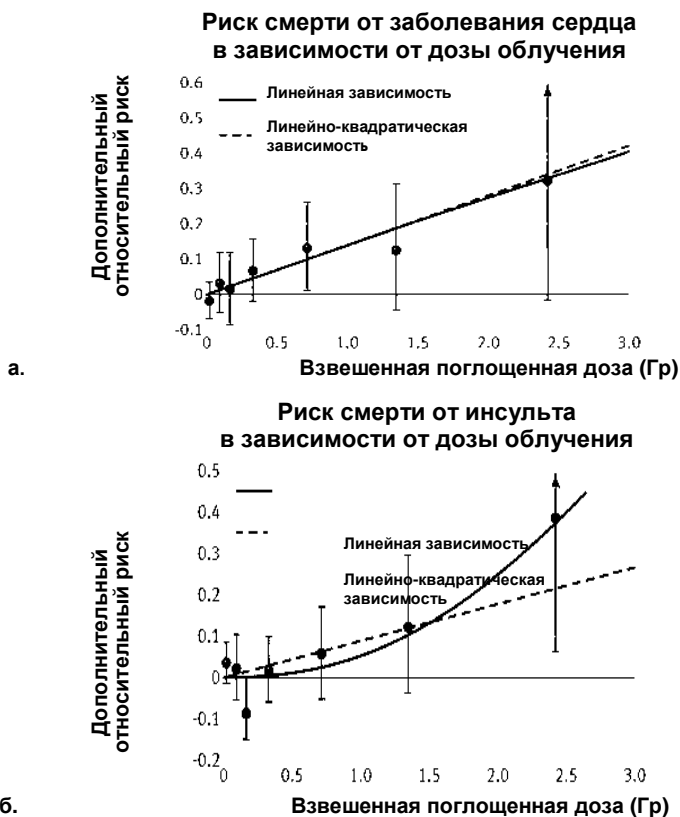 Риск смерти от заболевания сердца
в зависимости от дозы облучения
Дополнительный
относительный риск
0.6
0.5
0.4
0.3
0.2
0.1
0
-0.1
Линейная зависимость
Линейно-квадратическая
зависимость
0 0.5 1.0 1.5 2.0 2.5 3.0
а. Взвешенная поглощенная доза (Гр)
Риск смерти от инсульта
в зависимости от дозы облучения
Дополнительный
относительный риск
0.5
0.4
0.3
0.2
0.1
0
-0.1
-0.2
Линейная зависимость
Линейно-квадратическая
зависимость
0 0.5 1.0 1.5 2.0 2.5 3.0
б. Взвешенная поглощенная доза (Гр)